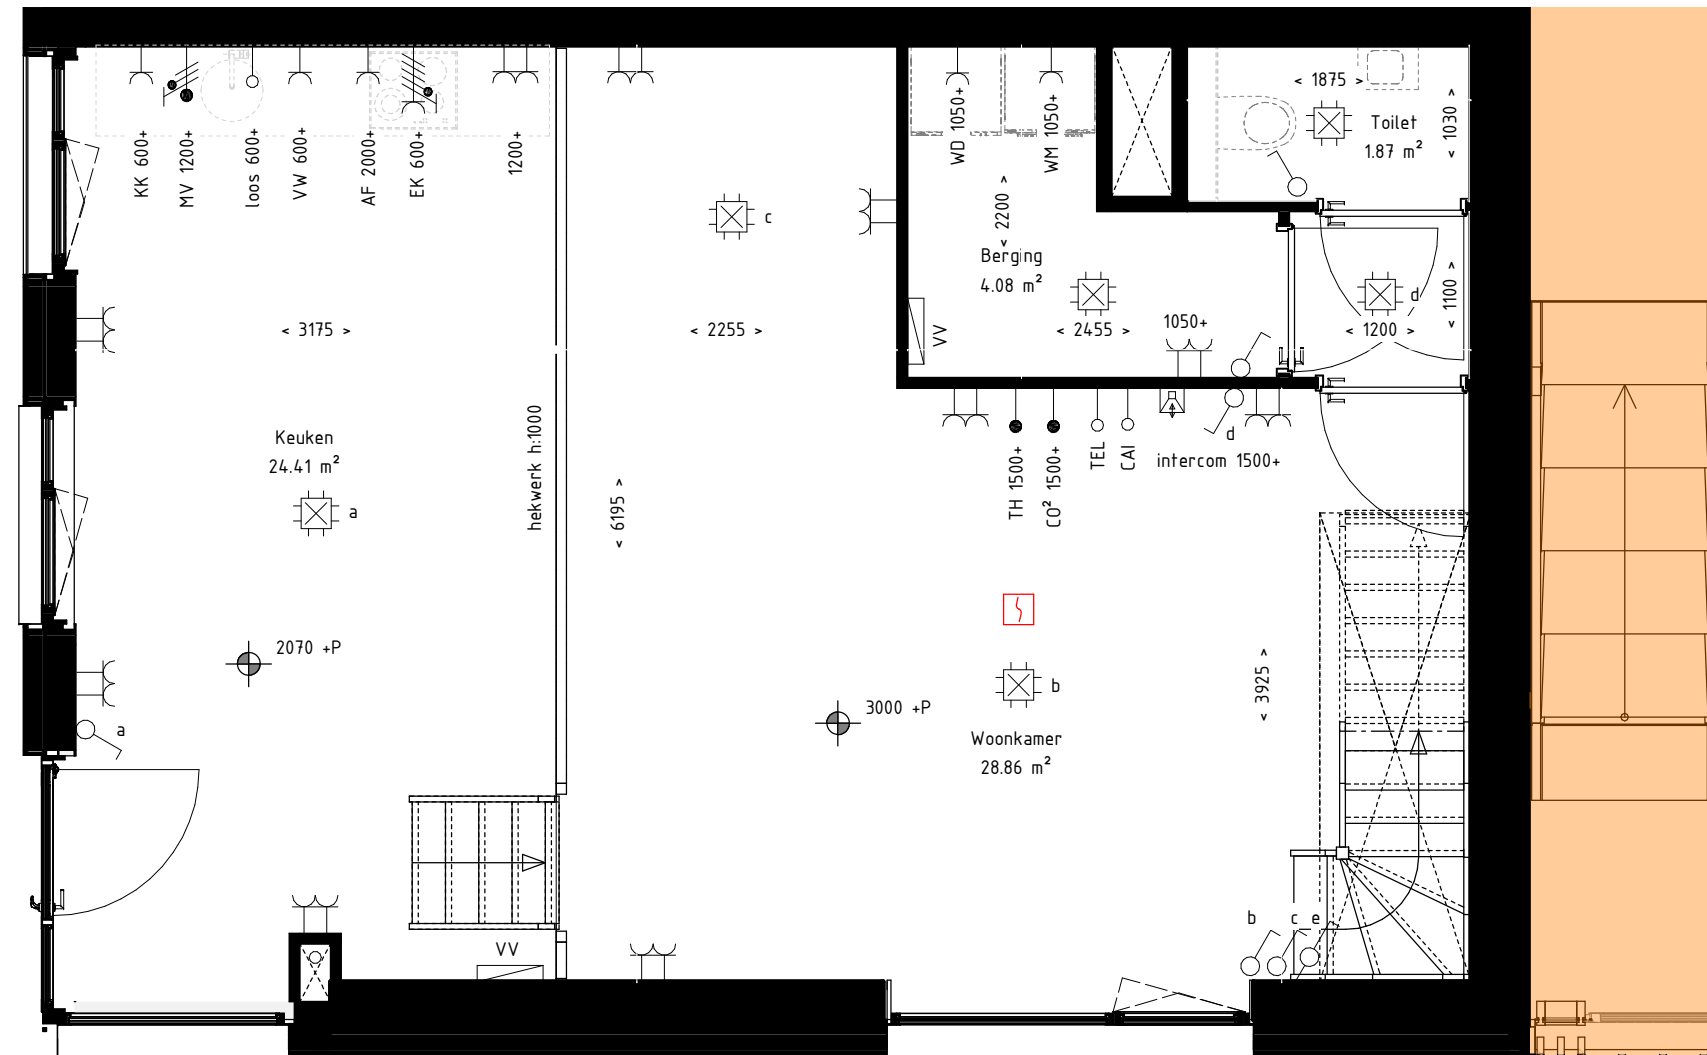 KK 600+
MV 1200+
loos 600+
VW 600+
AF 2000+
EK 600+
1200+
WD 1050+
WM 1050+
< 1875 >
Toilet
1.87 m²
< 1030 >
c
< 2200 >
Berging
4.08 m²
d
< 1100 >
< 3175 >
< 2255 >
VV
< 2455 >
1050+
< 1200 >
Keuken
24.41 m²
a
hekwerk h:1000
< 6195 >
TH 1500+
CO² 1500+
TEL
CAI
d
intercom 1500+
2070 +P
3000 +P
b
Woonkamer
28.86 m²
< 3925 >
a
VV
b
c
e